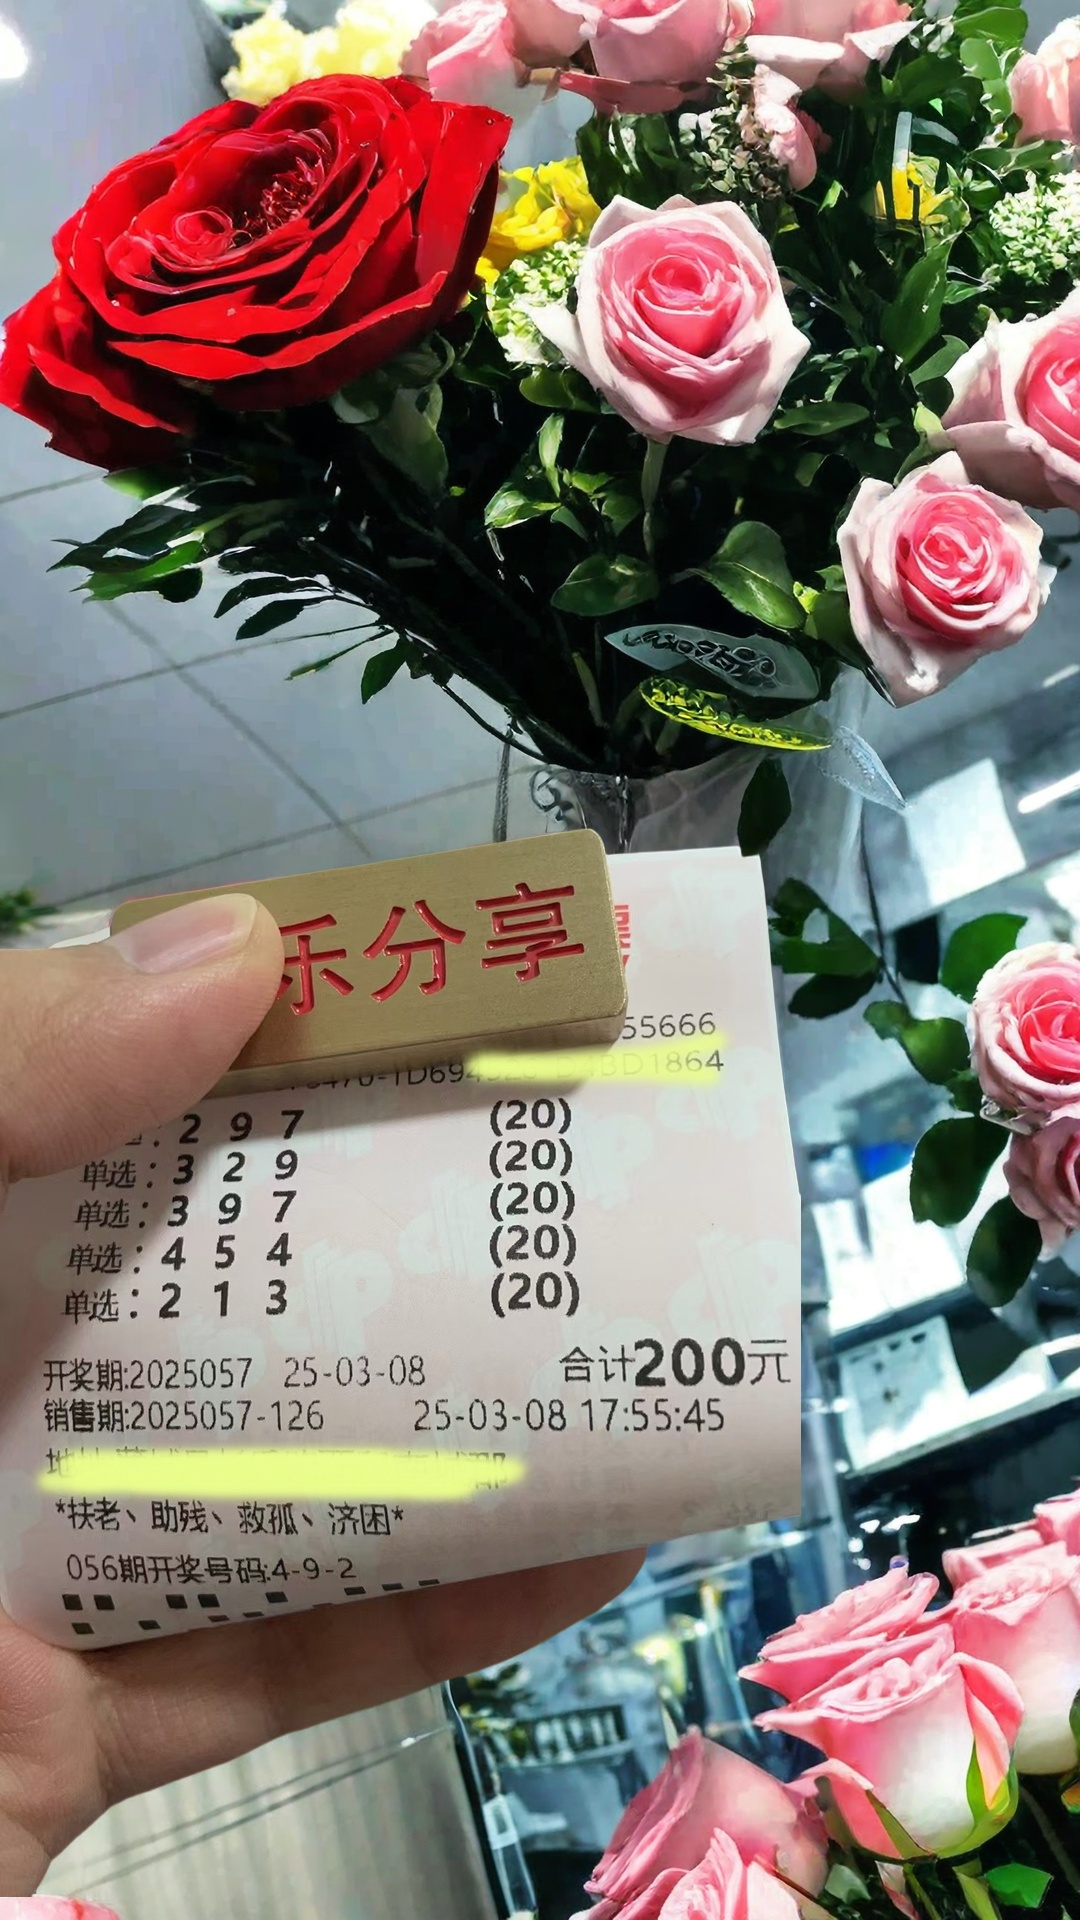 乐分享
55666
1D694
D4BD1864
: 2 9 7 (20)
单选: 3 2 9 (20)
单选: 3 9 7 (20)
单选: 4 5 4 (20)
单选: 2 1 3 (20)
开奖期:2025057 25-03-08 合计200元
销售期:2025057-126 25-03-08 17:55:45
*扶老、助残、救孤、济困*
056期开奖号码:4-9-2